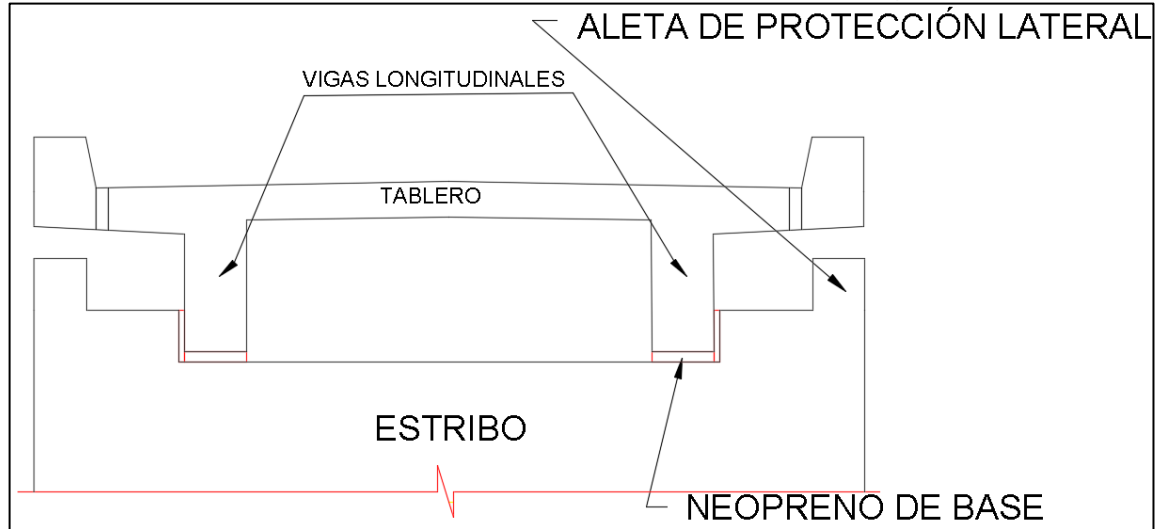 ALETA DE PROTECCIÓN LATERAL
VIGAS LONGITUDINALES
TABLERO
ESTRIBO
NEOPRENO DE BASE